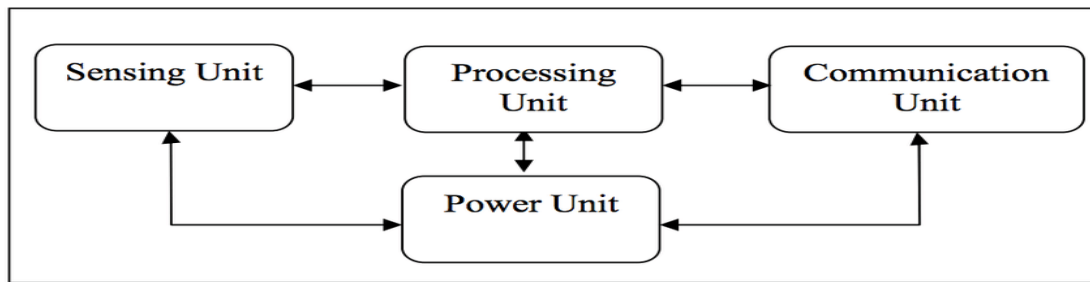 Sensing Unit
Processing
Unit
Communication
Unit
Power Unit